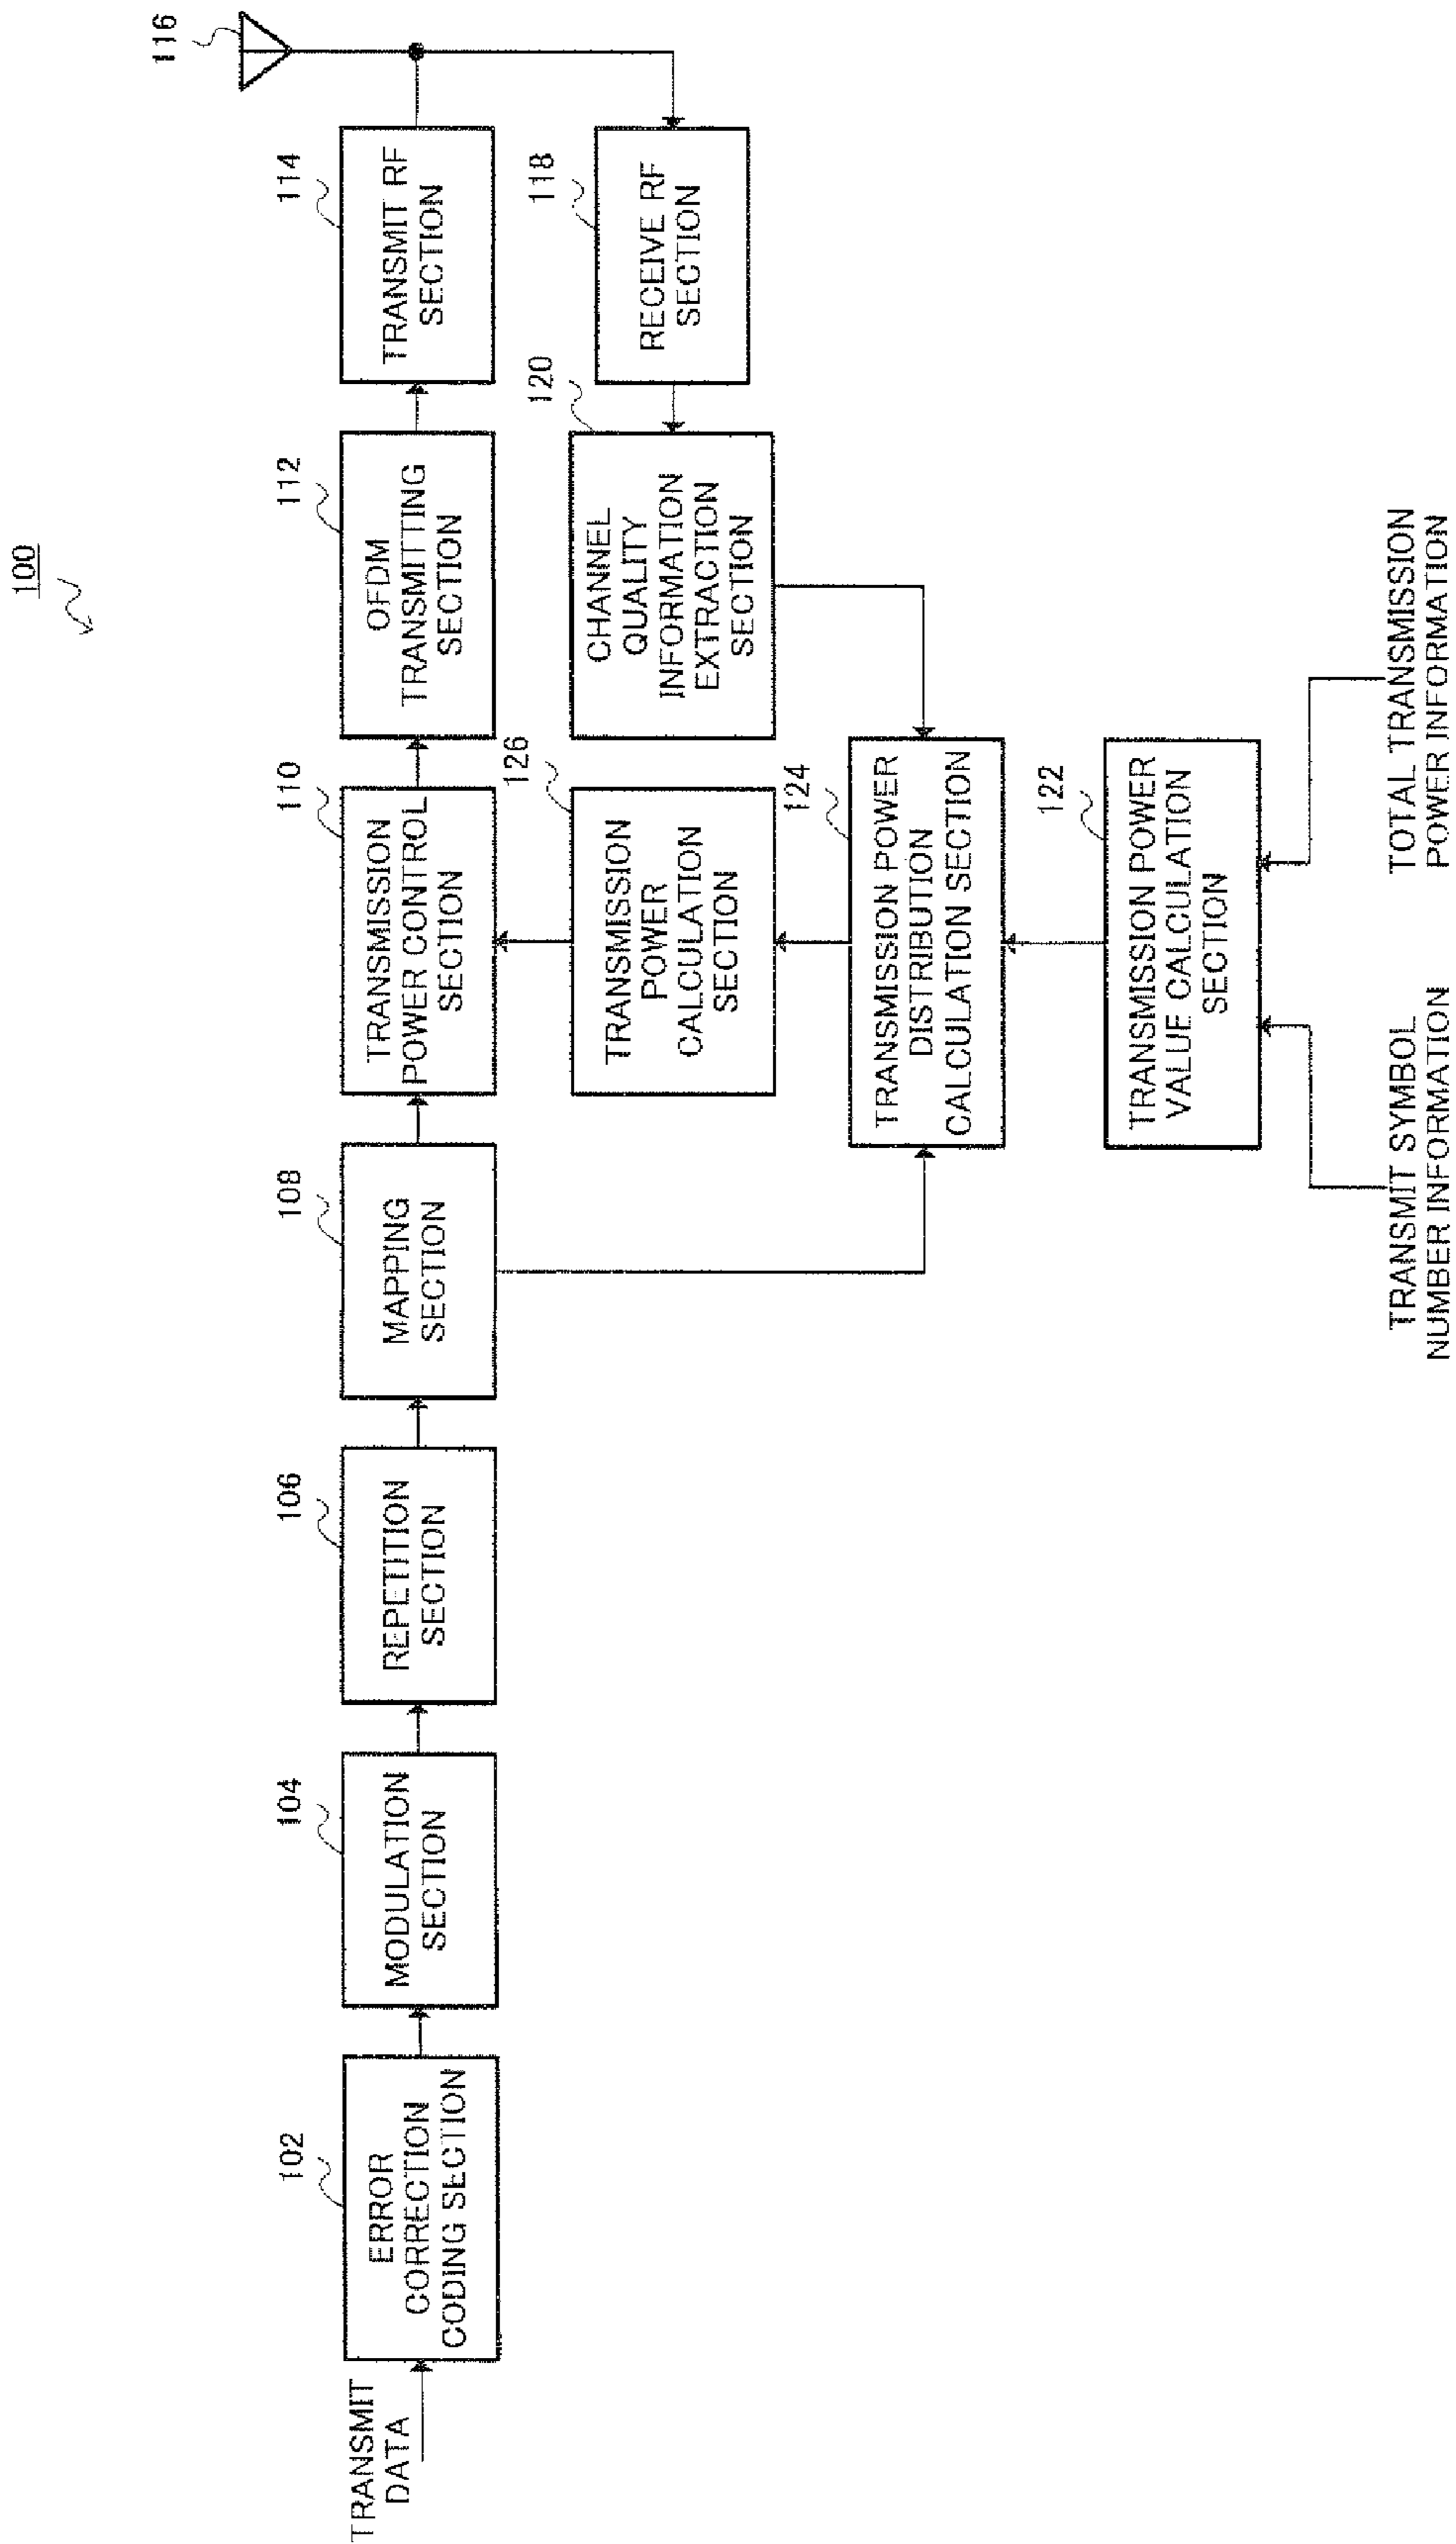 100
116
TRANSMIT
DATA
102
ERROR
CORRECTION
CODING SECTION
104
MODULATION
SECTION
106
REPETITION
SECTION
108
MAPPING
SECTION
110
TRANSMISSION
POWER CONTROL
SECTION
112
OFDM
TRANSMITTING
SECTION
114
TRANSMIT RF
SECTION
126
TRANSMISSION
POWER
CALCULATION
SECTION
120
CHANNEL
QUALITY
INFORMATION
EXTRACTION
SECTION
118
RECEIVE RF
SECTION
124
TRANSMISSION POWER
DISTRIBUTION
CALCULATION SECTION
122
TRANSMISSION POWER
VALUE CALCULATION
SECTION
TRANSMIT SYMBOL
NUMBER INFORMATION
TOTAL TRANSMISSION
POWER INFORMATION